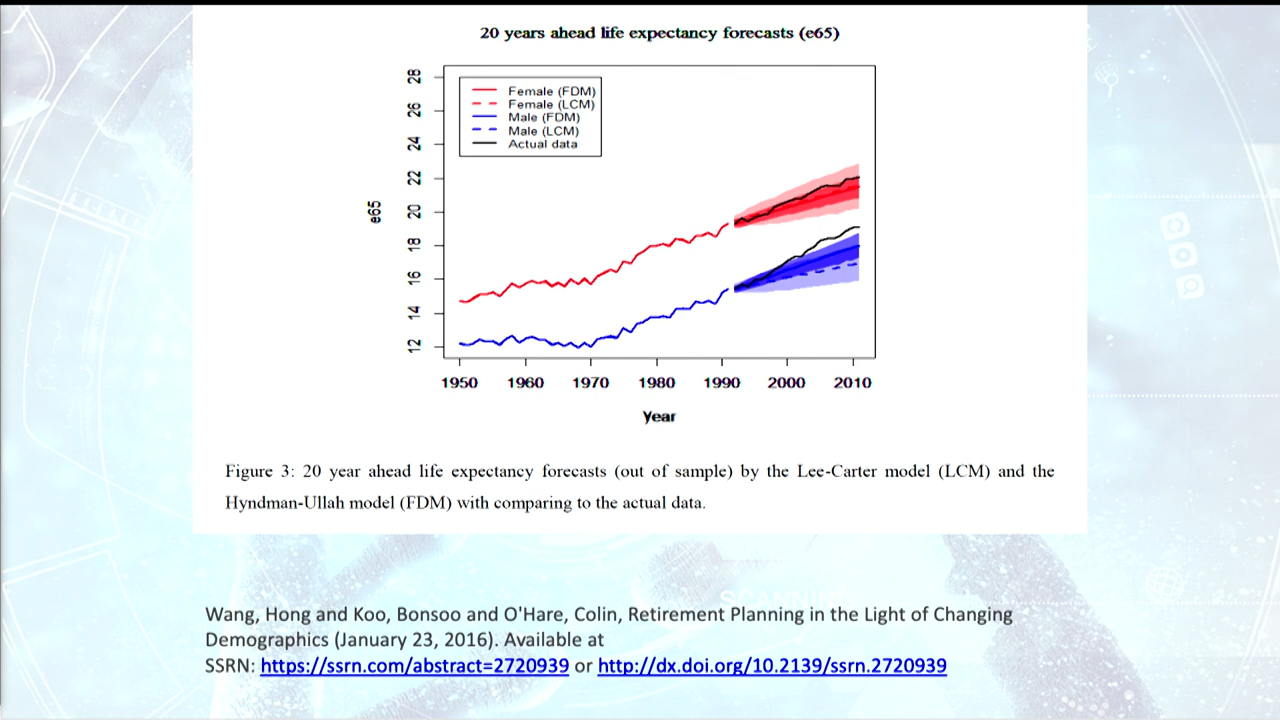 20 years ahead life expectancy forecasts (e65)
28
26
24
22
20
18
16
14
12
e65
Female (FDM)
Female (LCM)
Male (FDM)
Male (LCM)
Actual data
1950 1960 1970 1980 1990 2000 2010
Year
Figure 3: 20 year ahead life expectancy forecasts (out of sample) by the Lee-Carter model (LCM) and the
Hyndman-Ullah model (FDM) with comparing to the actual data.
SCANNING
Wang, Hong and Koo, Bonsoo and O'Hare, Colin, Retirement Planning in the Light of Changing
Demographics (January 23, 2016). Available at
SSRN: https://ssrn.com/abstract=2720939 or http://dx.doi.org/10.2139/ssrn.2720939